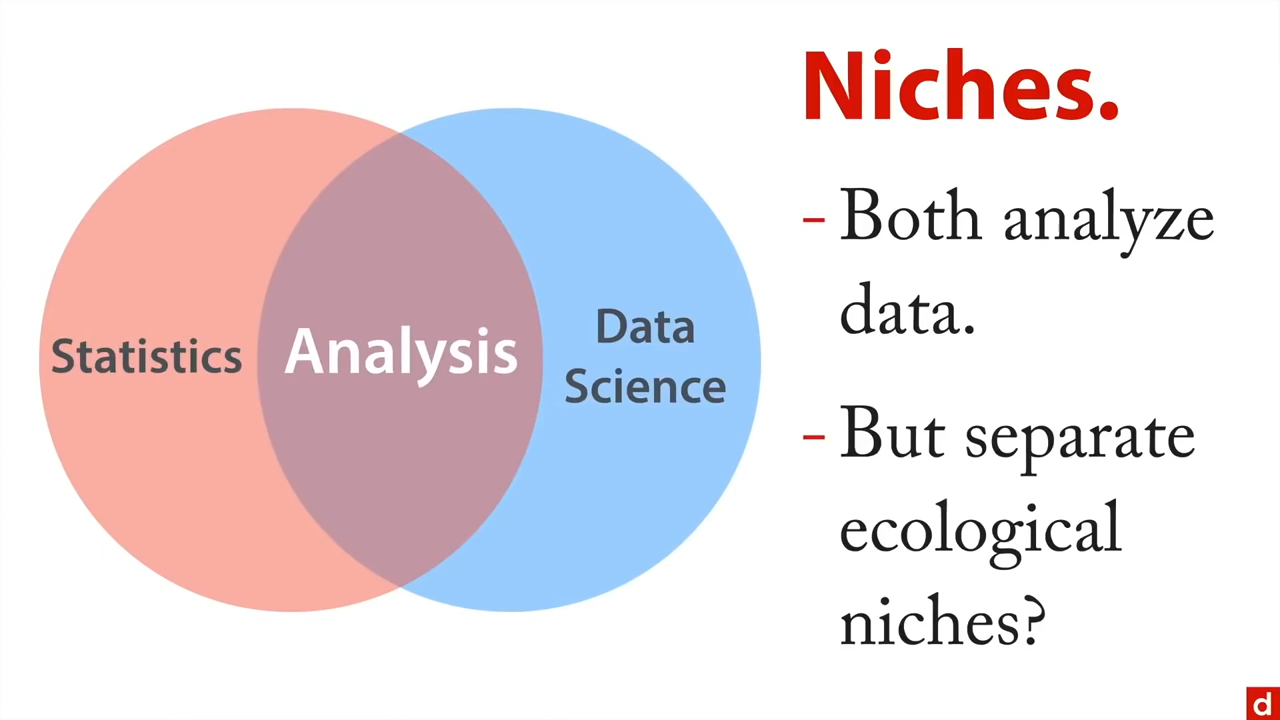 Niches.
- Both analyze
data.
- But separate
ecological
niches?
Statistics
Analysis
Data
Science
d